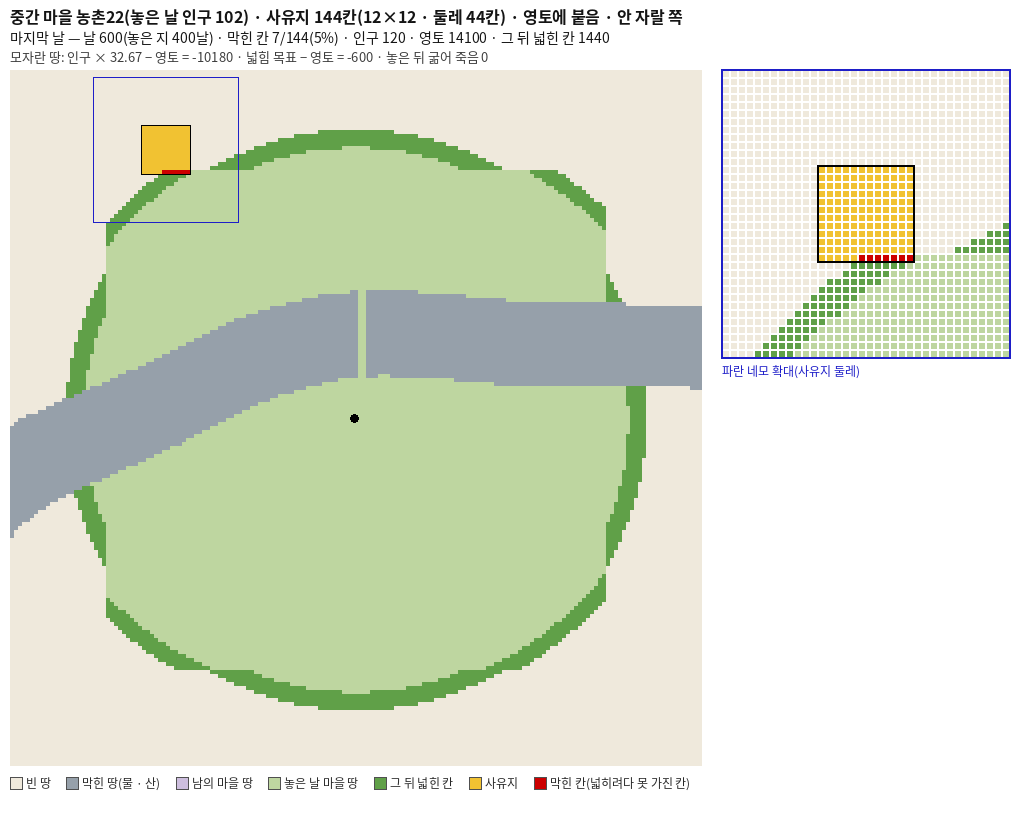 중간 마을 농촌22(놓은 날 인구 102) · 사유지 144칸(12×12 · 둘레 44칸) · 영토에 붙음 · 안 자랄 쪽
마지막 날 — 날 600(놓은 지 400날) · 막힌 칸 7/144(5%) · 인구 120 · 영토 14100 · 그 뒤 넓힌 칸 1440
모자란 땅: 인구 × 32.67 − 영토 = -10180 · 넓힘 목표 − 영토 = -600 · 놓은 뒤 굶어 죽음 0
파란 네모 확대(사유지 둘레)
빈 땅 막힌 땅(물 · 산) 남의 마을 땅 놓은 날 마을 땅 그 뒤 넓힌 칸 사유지 막힌 칸(넓히려다 못 가진 칸)